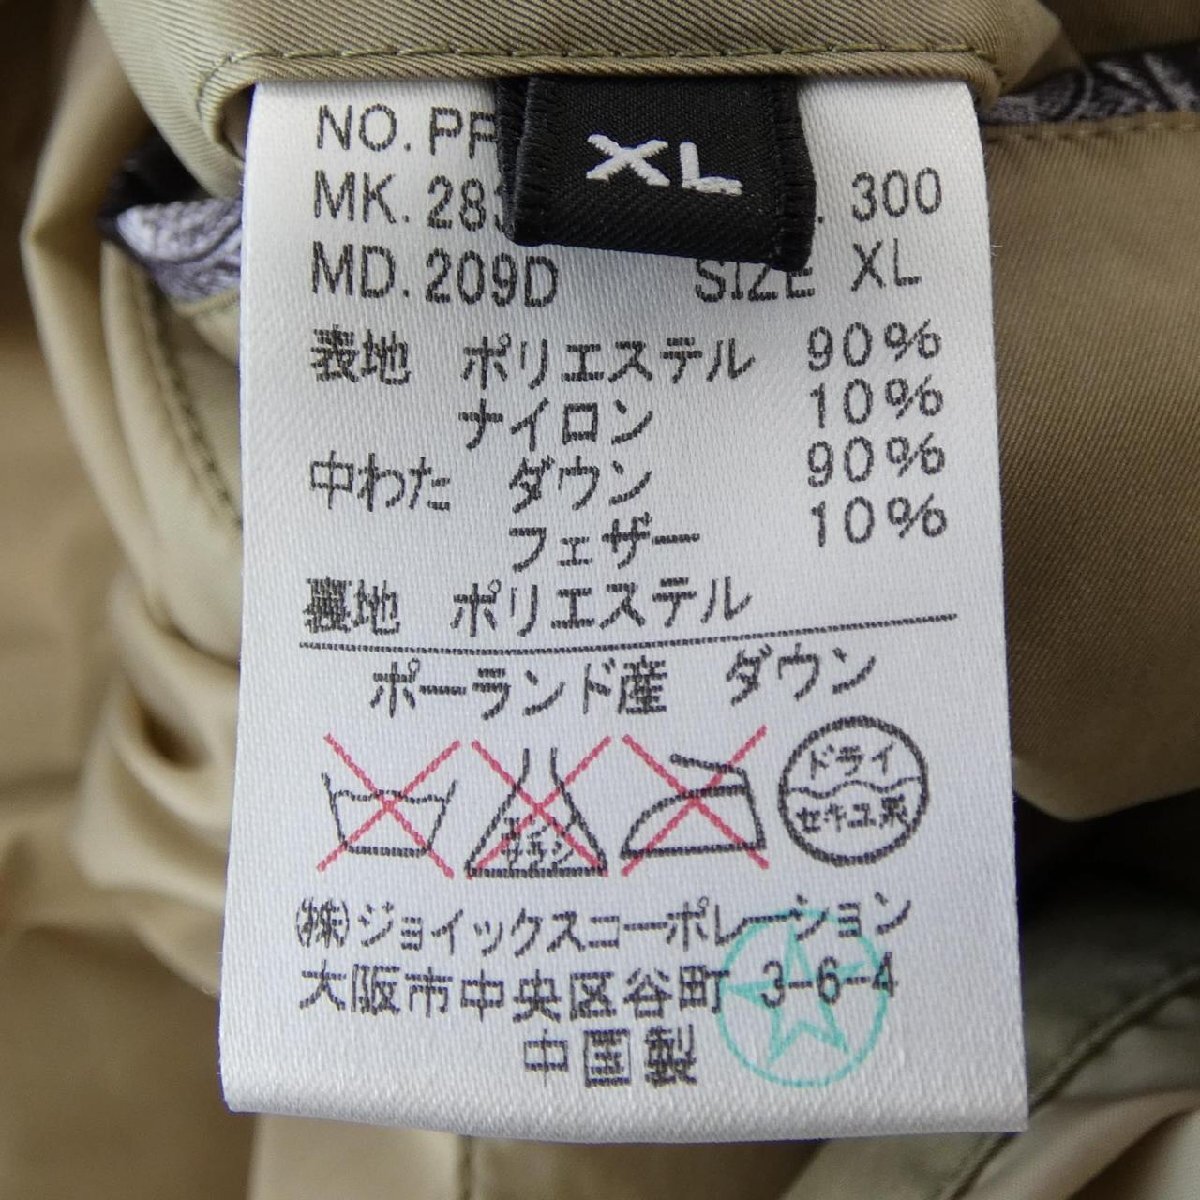 XL
NO. PF
MK. 283 300
MD. 209D SIZE XL
表地 ポリエステル 90%
ナイロン 10%
中わた ダウン 90%
フェザー 10%
裏地 ポリエステル
ポーランド産 ダウン
エンソ
サラシ
ドライ
セキユ系
㈱ジョイックスコーポレーション
大阪市中央区谷町 3-6-4
中国製